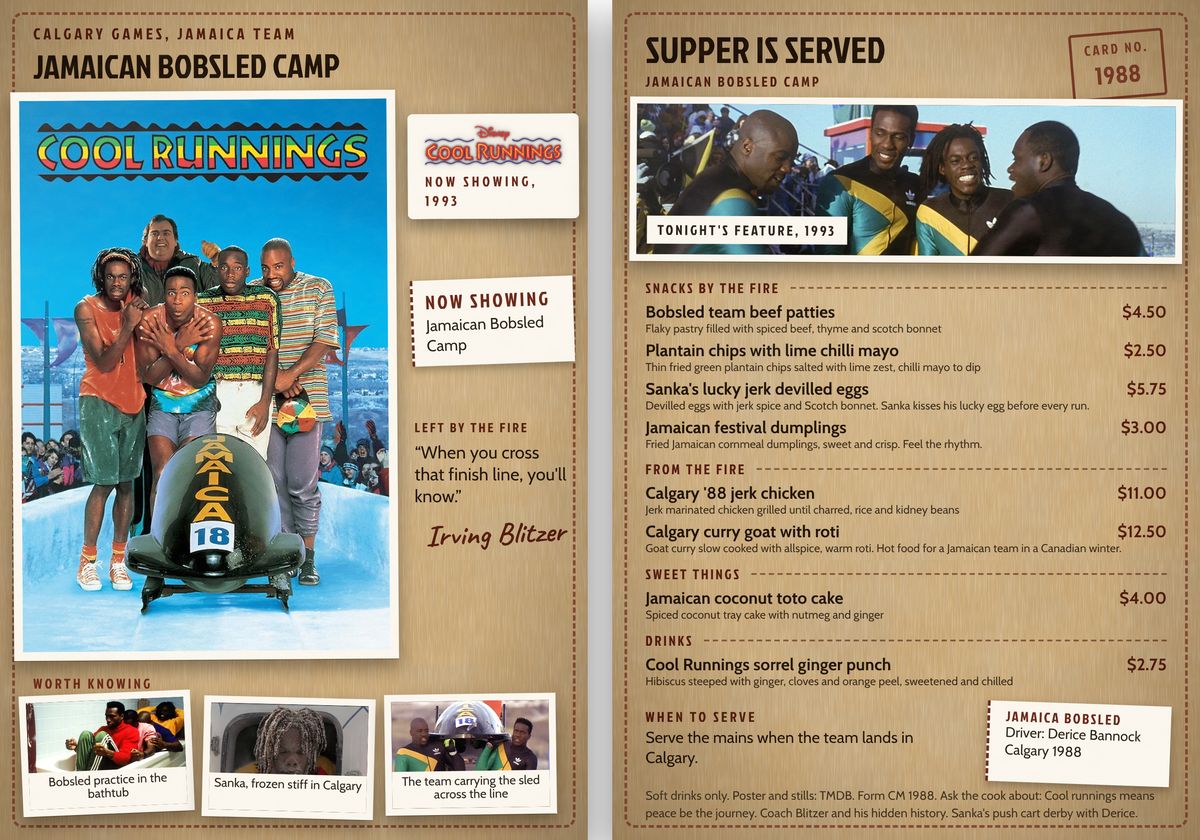 CALGARY GAMES, JAMAICA TEAM
JAMAICAN BOBSLED CAMP
COOL RUNNINGS
JAMAICA
18
Disney
COOL RUNNINGS
NOW SHOWING,
1993
NOW SHOWING
Jamaican Bobsled
Camp
LEFT BY THE FIRE
“When you cross
that finish line, you'll
know.”
Irving Blitzer
WORTH KNOWING
Bobsled practice in the
bathtub
Sanka, frozen stiff in Calgary
The team carrying the sled
across the line
SUPPER IS SERVED
JAMAICAN BOBSLED CAMP
CARD NO.
1988
TONIGHT'S FEATURE, 1993
SNACKS BY THE FIRE
Bobsled team beef patties $4.50
Flaky pastry filled with spiced beef, thyme and scotch bonnet
Plantain chips with lime chilli mayo $2.50
Thin fried green plantain chips salted with lime zest, chilli mayo to dip
Sanka's lucky jerk devilled eggs $5.75
Devilled eggs with jerk spice and Scotch bonnet. Sanka kisses his lucky egg before every run.
Jamaican festival dumplings $3.00
Fried Jamaican cornmeal dumplings, sweet and crisp. Feel the rhythm.
FROM THE FIRE
Calgary '88 jerk chicken $11.00
Jerk marinated chicken grilled until charred, rice and kidney beans
Calgary curry goat with roti $12.50
Goat curry slow cooked with allspice, warm roti. Hot food for a Jamaican team in a Canadian winter.
SWEET THINGS
Jamaican coconut toto cake $4.00
Spiced coconut tray cake with nutmeg and ginger
DRINKS
Cool Runnings sorrel ginger punch $2.75
Hibiscus steeped with ginger, cloves and orange peel, sweetened and chilled
WHEN TO SERVE
Serve the mains when the team lands in
Calgary.
JAMAICA BOBSLED
Driver: Derice Bannock
Calgary 1988
Soft drinks only. Poster and stills: TMDB. Form CM 1988. Ask the cook about: Cool runnings means
peace be the journey. Coach Blitzer and his hidden history. Sanka's push cart derby with Derice.